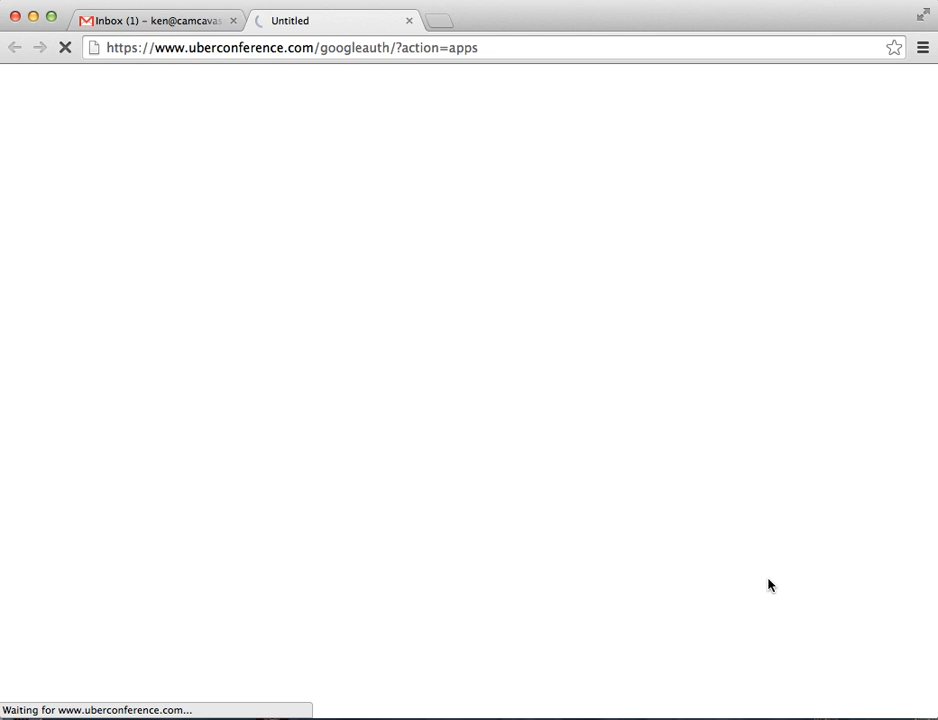 Inbox (1) – ken@camcavas
Untitled
https://www.uberconference.com/googleauth/?action=apps
Waiting for www.uberconference.com...